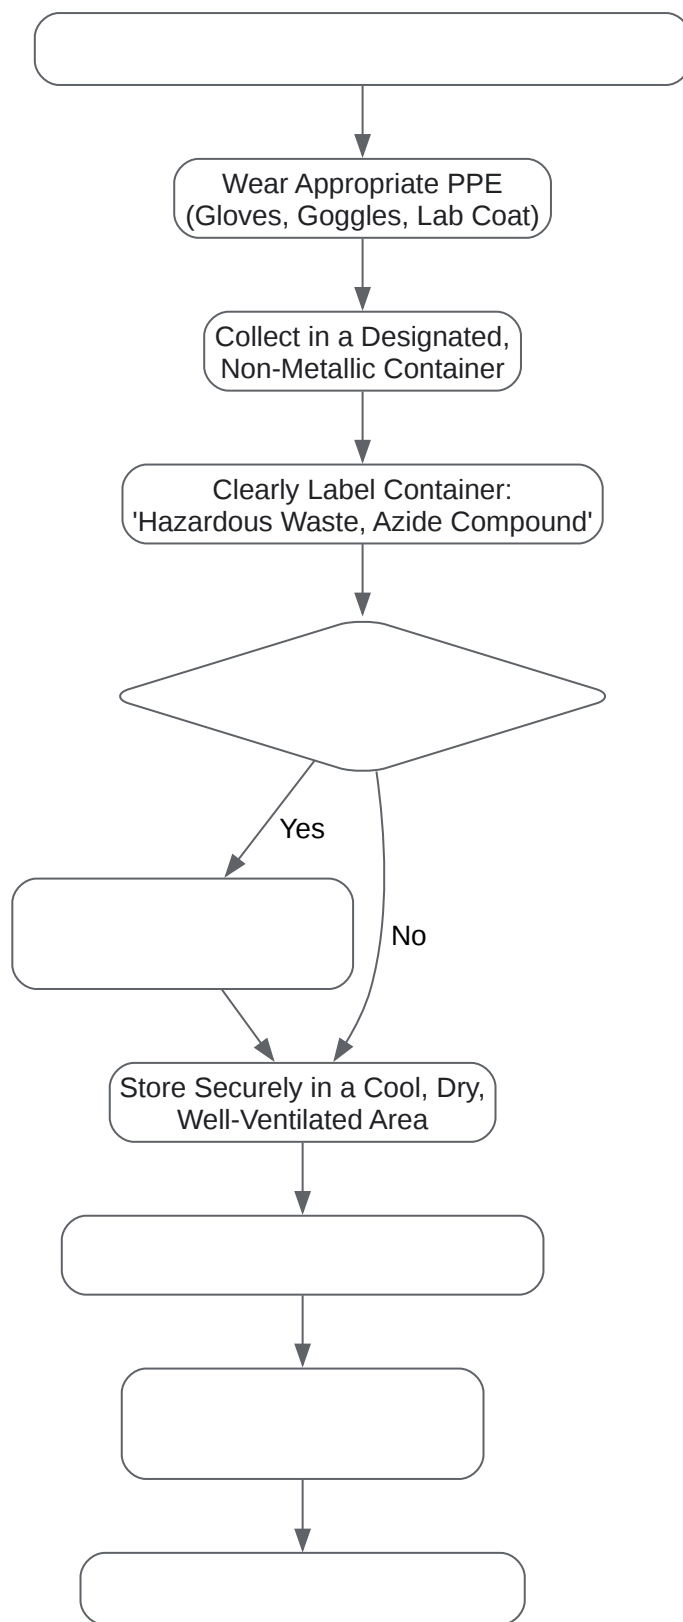 Wear Appropriate PPE
(Gloves, Goggles, Lab Coat)
Collect in a Designated,
Non-Metallic Container
Clearly Label Container:
'Hazardous Waste, Azide Compound'
Yes
No
Store Securely in a Cool, Dry,
Well-Ventilated Area